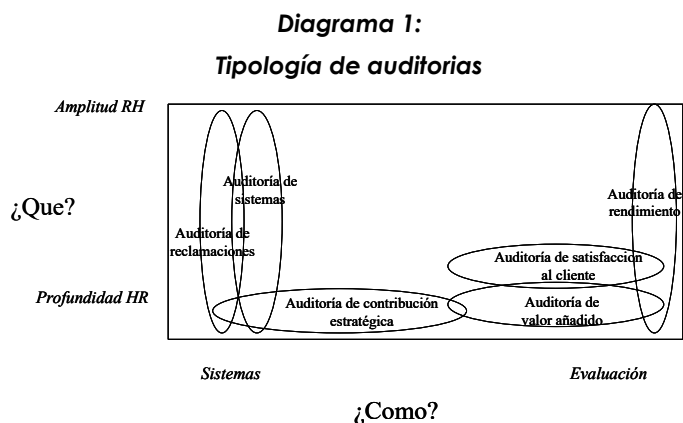 Diagrama 1:
Tipología de auditorias
Amplitud RH
Auditoría de
sistemas
Auditoría de
rendimiento
¿Que?
Auditoría de
reclamaciones
Auditoría de satisfaccion
al cliente
Profundidad HR
Auditoría de contribución
estratégica
Auditoría de
valor añadido
Sistemas
Evaluación
¿Como?